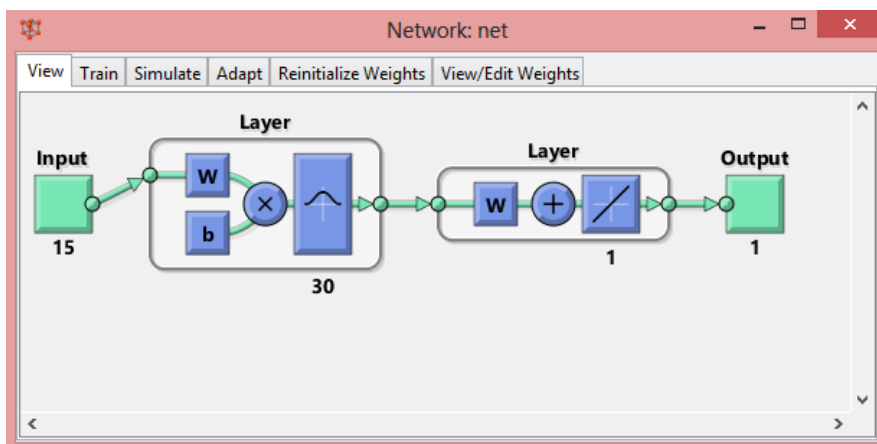 Network: net
View Train Simulate Adapt Reinitialize Weights View/Edit Weights
Layer
Input
W
b
15
30
Layer
W
1
Output
1